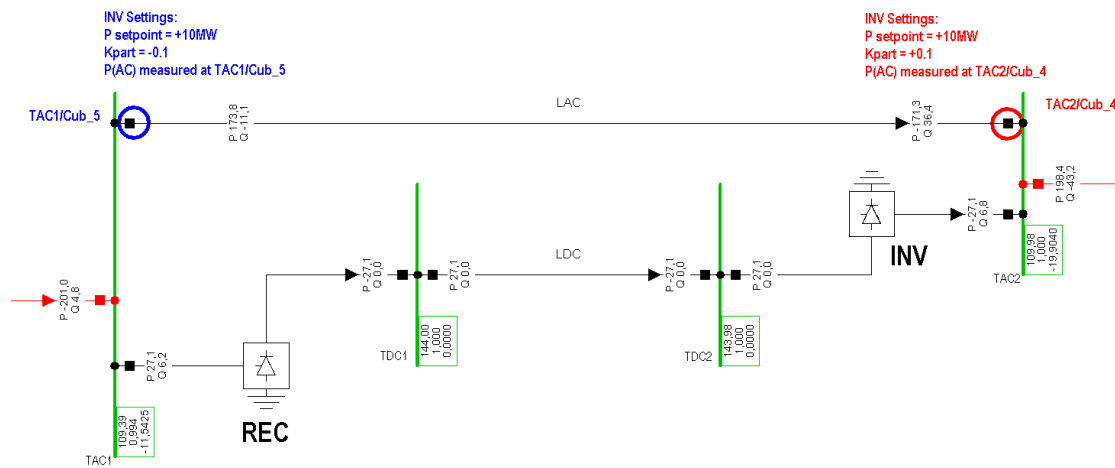 INV Settings:
P setpoint = +10MW
Kpart = -0.1
P(AC) measured at TAC1/Cub_5
INV Settings:
P setpoint = +10MW
Kpart = +0.1
P(AC) measured at TAC2/Cub_4
TAC1/Cub_5
P 173,8
Q -11,1
LAC
P -171,3
Q 36,4
TAC2/Cub_4
P 198,4
Q -43,2
P -27,1
Q 6,8
INV
109,98
1,000
-19,9040
TAC2
P -201,0
Q 4,8
P -27,1
Q 0,0
P 27,1
Q 0,0
LDC
P -27,1
Q 0,0
P 27,1
Q 0,0
144,00
1,000
0,0000
TDC1
143,98
1,000
0,0000
TDC2
P 27,1
Q 6,2
REC
109,39
0,994
-11,5425
TAC1